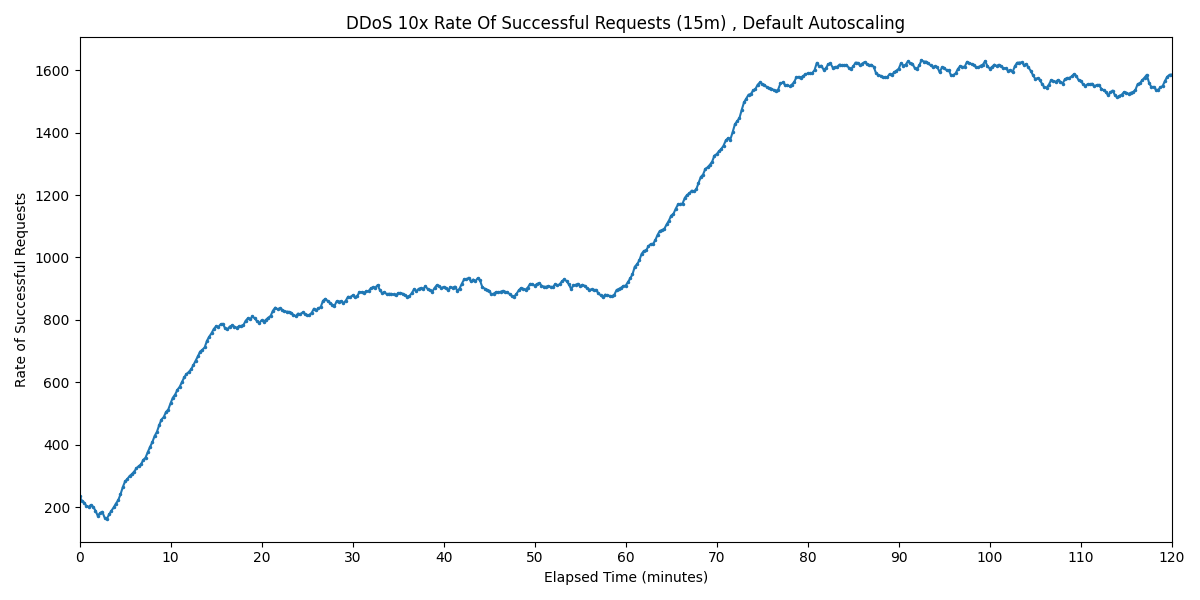 DDoS 10x Rate Of Successful Requests (15m) , Default Autoscaling
Rate of Successful Requests
1600
1400
1200
1000
800
600
400
200
0 10 20 30 40 50 60 70 80 90 100 110 120
Elapsed Time (minutes)